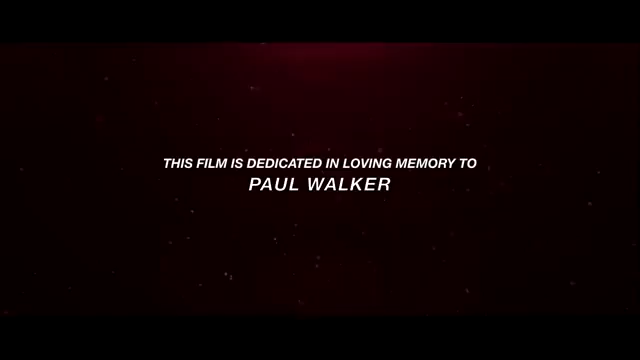 THIS FILM IS DEDICATED IN LOVING MEMORY TO
PAUL WALKER